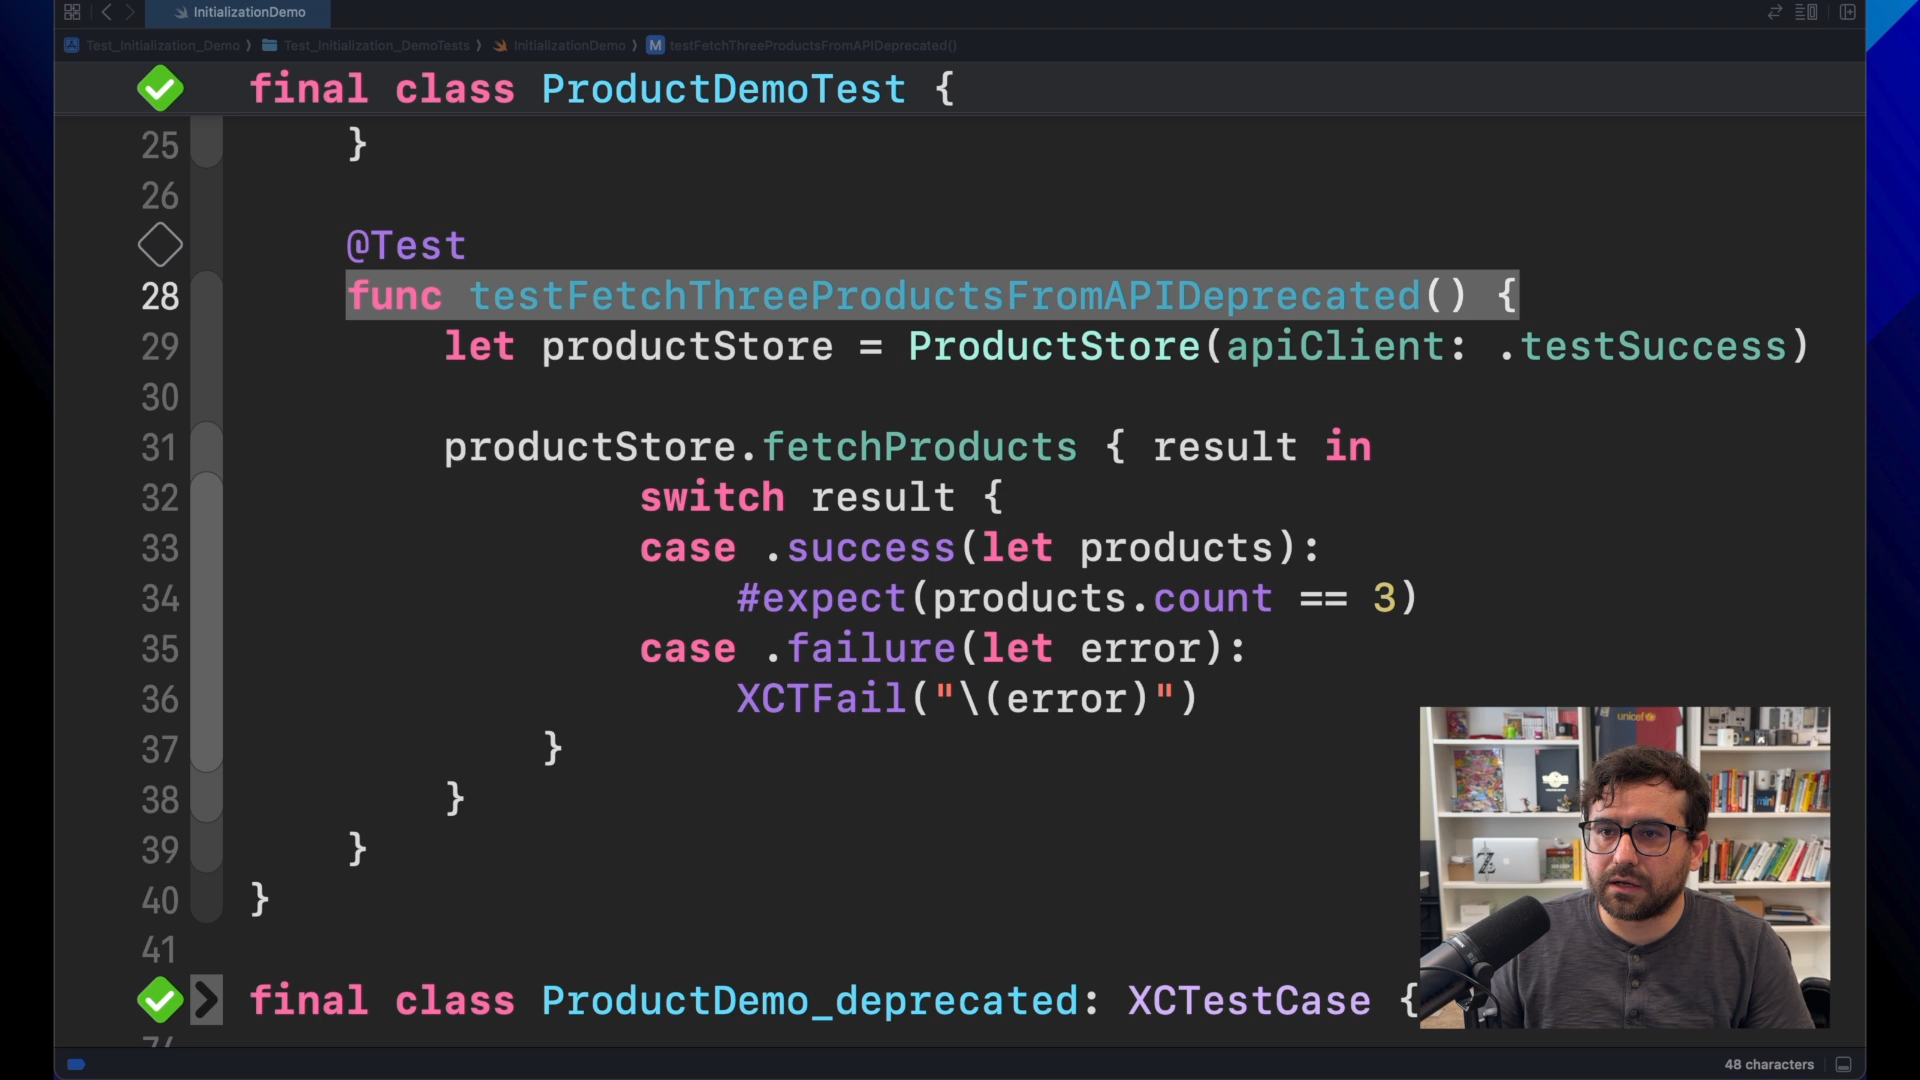 InitializationDemo
Test_Initialization_Demo ⟩ Test_Initialization_DemoTests ⟩ InitializationDemo ⟩ M testFetchThreeProductsFromAPIDeprecated()
final class ProductDemoTest {
25 }
26
@Test
28 func testFetchThreeProductsFromAPIDeprecated() {
29 let productStore = ProductStore(apiClient: .testSuccess)
30
31 productStore.fetchProducts { result in
32 switch result {
33 case .success(let products):
34 #expect(products.count == 3)
35 case .failure(let error):
36 XCTFail("\(error)")
37 }
38 }
39 }
40 }
41
final class ProductDemo_deprecated: XCTestCase {
74
unicef
mini
48 characters